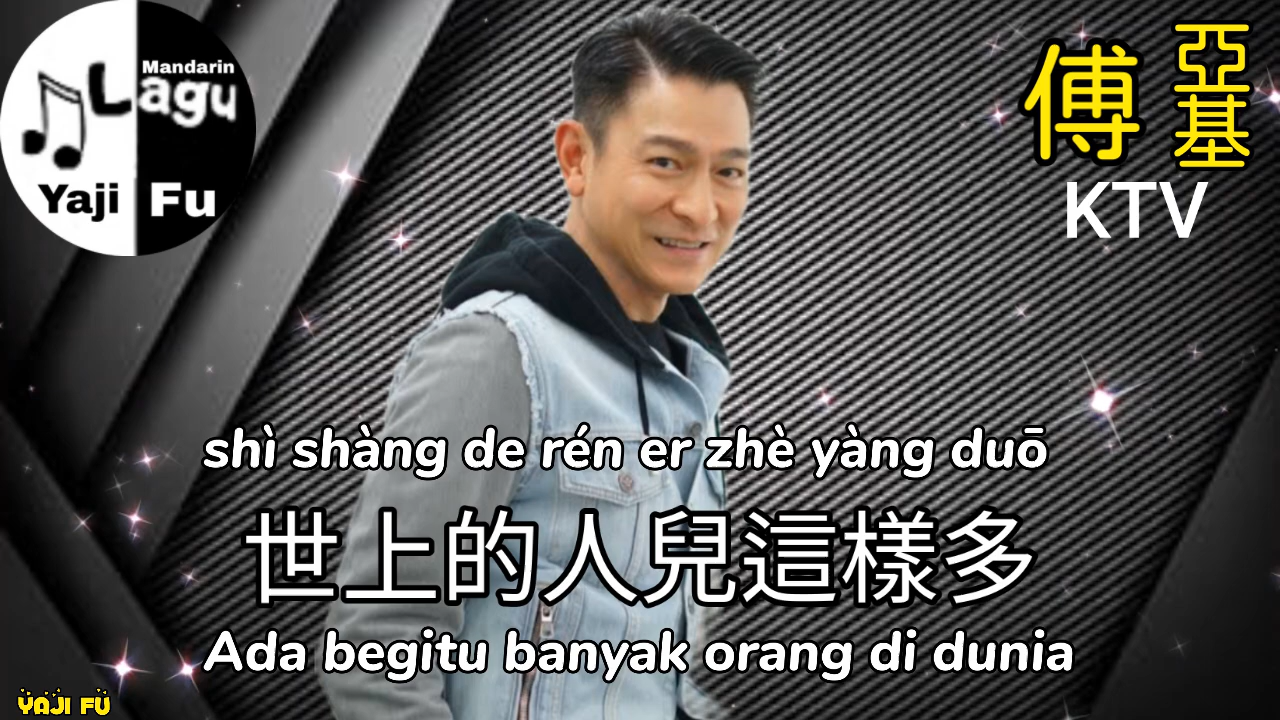 Mandarin
Lagu
Yaji Fu
傅 亞基
KTV
shì shàng de rén er zhè yàng duō
世上的人兒這樣多
Ada begitu banyak orang di dunia
YAJI FU